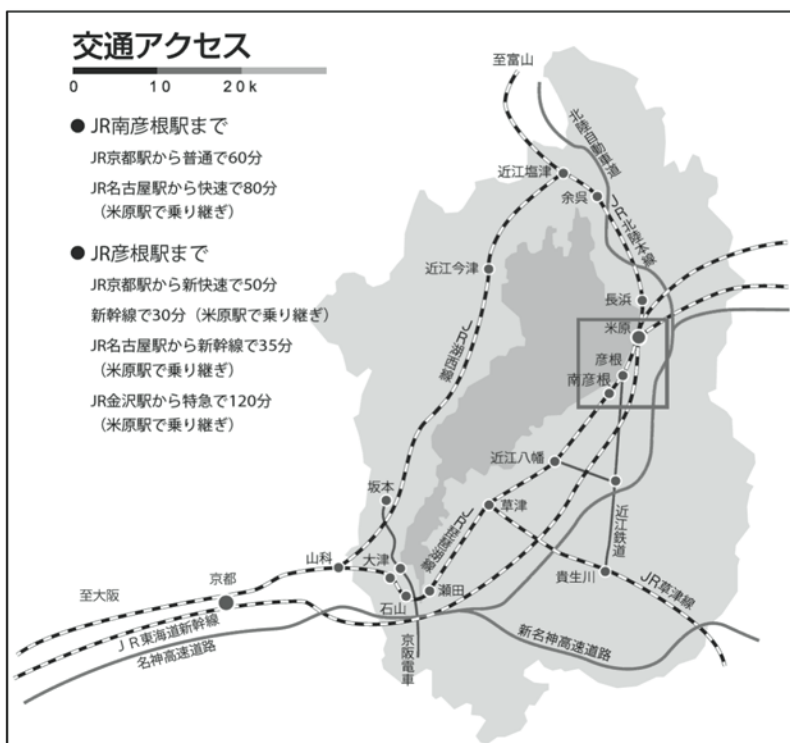 交通アクセス
0 10 20k
● JR南彦根駅まで
JR京都駅から普通で60分
JR名古屋駅から快速で80分
（米原駅で乗り継ぎ）
● JR彦根駅まで
JR京都駅から新快速で50分
新幹線で30分（米原駅で乗り継ぎ）
JR名古屋駅から新幹線で35分
（米原駅で乗り継ぎ）
JR金沢駅から特急で120分
（米原駅で乗り継ぎ）
至富山
北陸自動車道
近江塩津
余呉
JR北陸本線
近江今津
長浜
米原
JR湖西線
彦根
南彦根
近江八幡
坂本
草津
JR琵琶湖線
近江鉄道
山科
大津
貴生川
JR草津線
至大阪
京都
瀬田
石山
JR東海道新幹線
名神高速道路
京阪電車
新名神高速道路